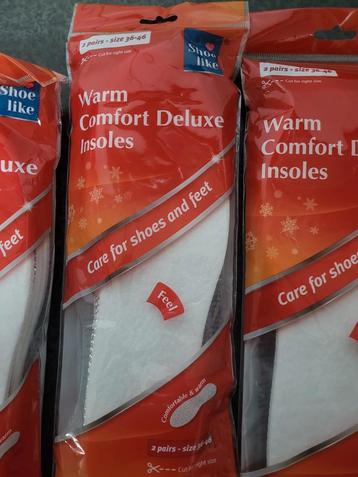 Shoe
like
uxe
feet
2 pairs - size 36-46
Cut for right size
Shoe
like
Warm
Comfort Deluxe
Insoles
Care for shoes and feet
Feel
Comfortable & warm
2 pairs - size 36-46
Cut for right size
2 pairs - size 36-46
Cut for right size
Warm
Comfort D
Insoles
Care for shoe